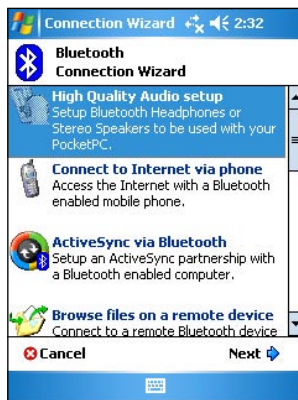 Connection Wizard 2:32
Bluetooth
Connection Wizard
High Quality Audio setup
Setup Bluetooth Headphones or
Stereo Speakers to be used with your
PocketPC.
Connect to Internet via phone
Access the Internet with a Bluetooth
enabled mobile phone.
ActiveSync via Bluetooth
Setup an ActiveSync partnership with
a Bluetooth enabled computer.
Browse files on a remote device
Connect to a remote Bluetooth device
Cancel Next